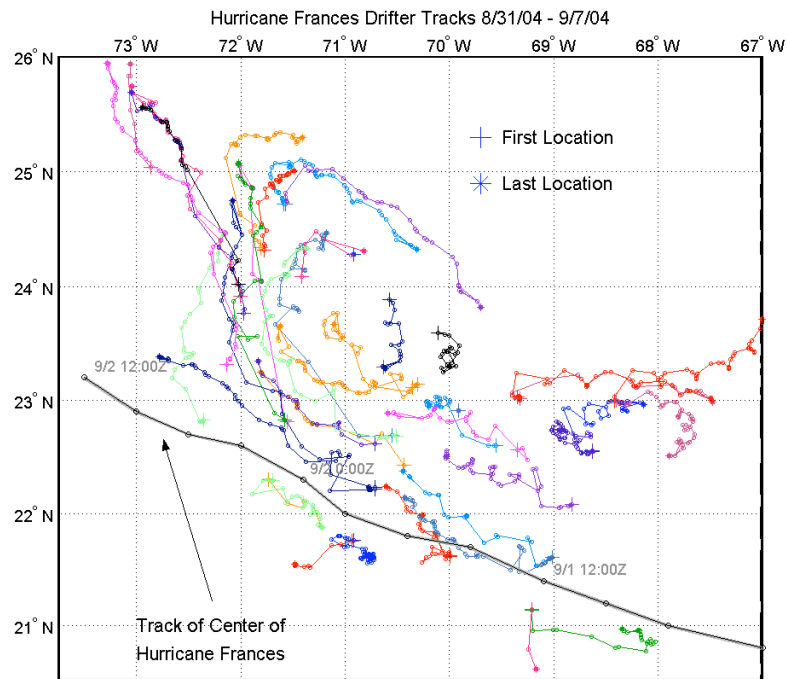 Hurricane Frances Drifter Tracks 8/31/04 - 9/7/04
73° W 72° W 71° W 70° W 69° W 68° W 67° W
26° N
First Location
25° N
Last Location
24° N
9/2 12:00Z
23° N
9/2 0:00Z
22° N
9/1 12:00Z
21° N
Track of Center of
Hurricane Frances